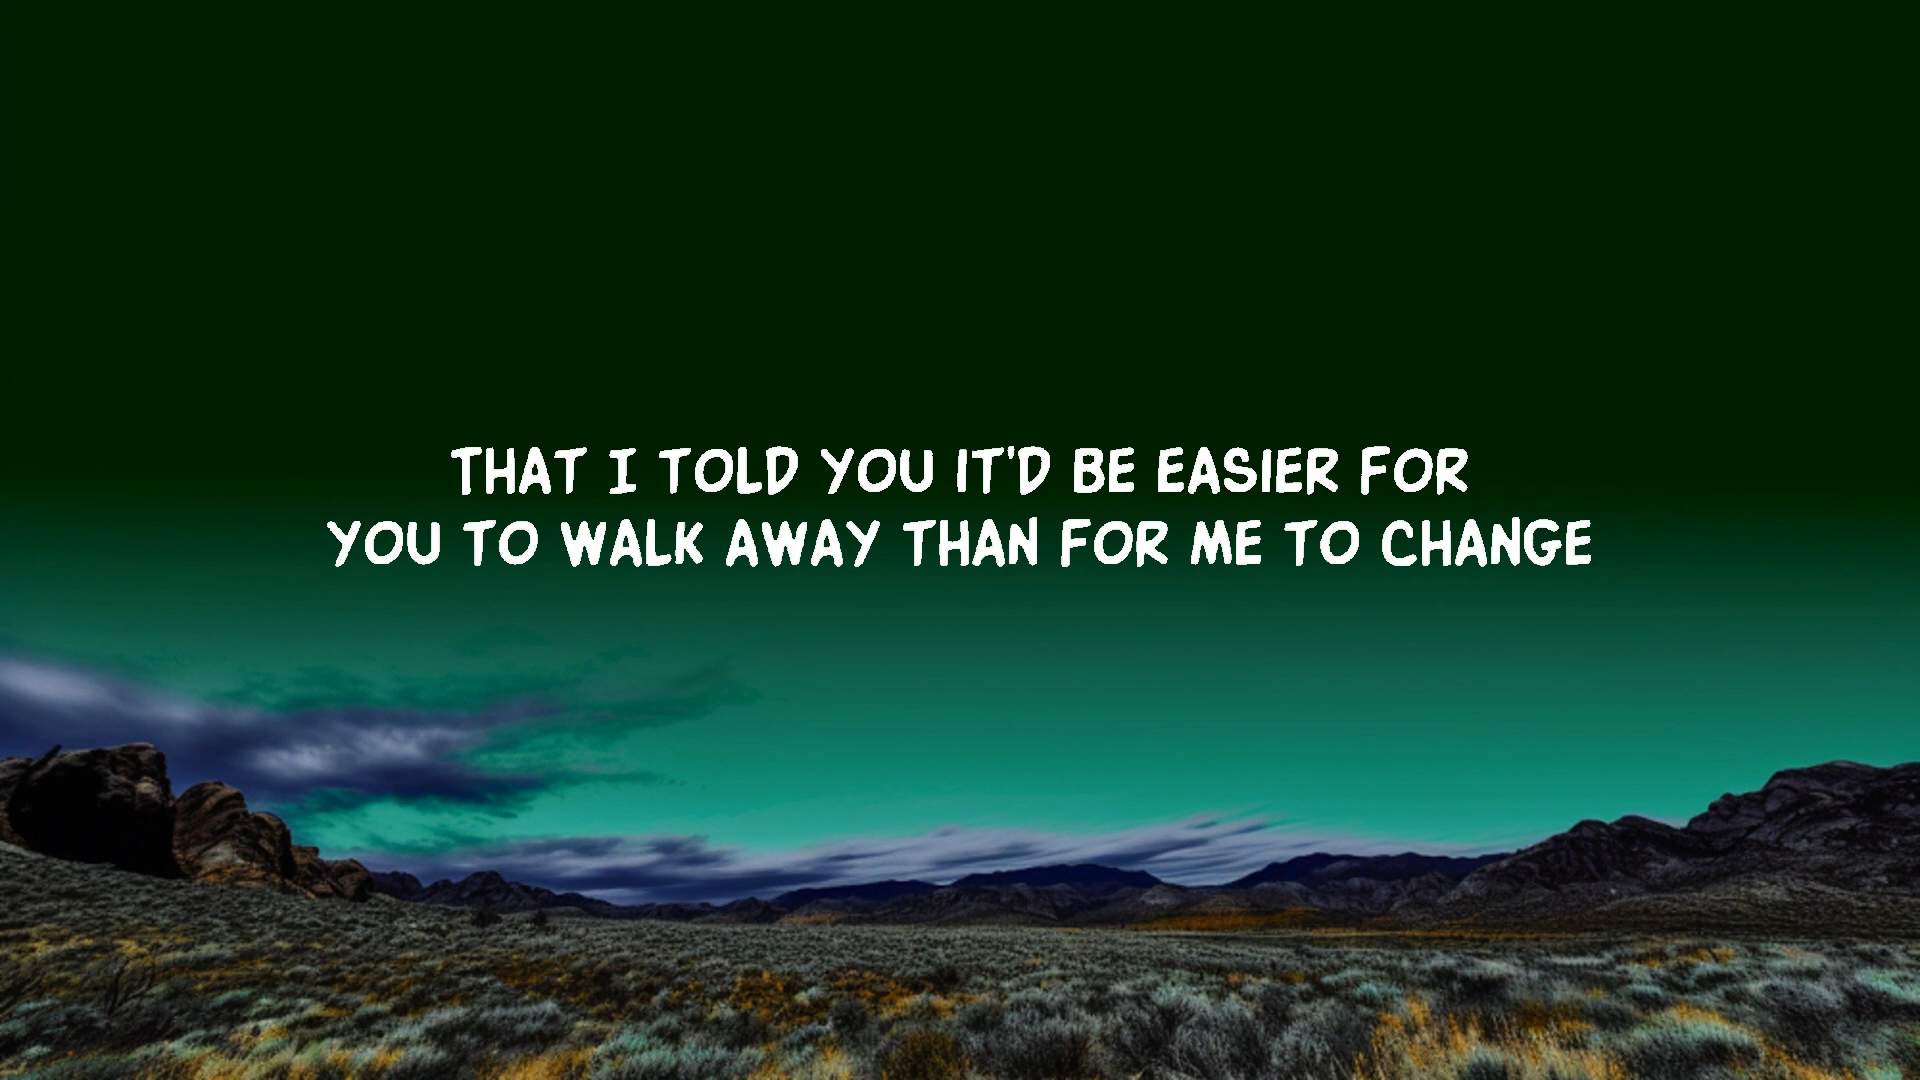 THAT I TOLD YOU IT'D BE EASIER FOR
YOU TO WALK AWAY THAN FOR ME TO CHANGE